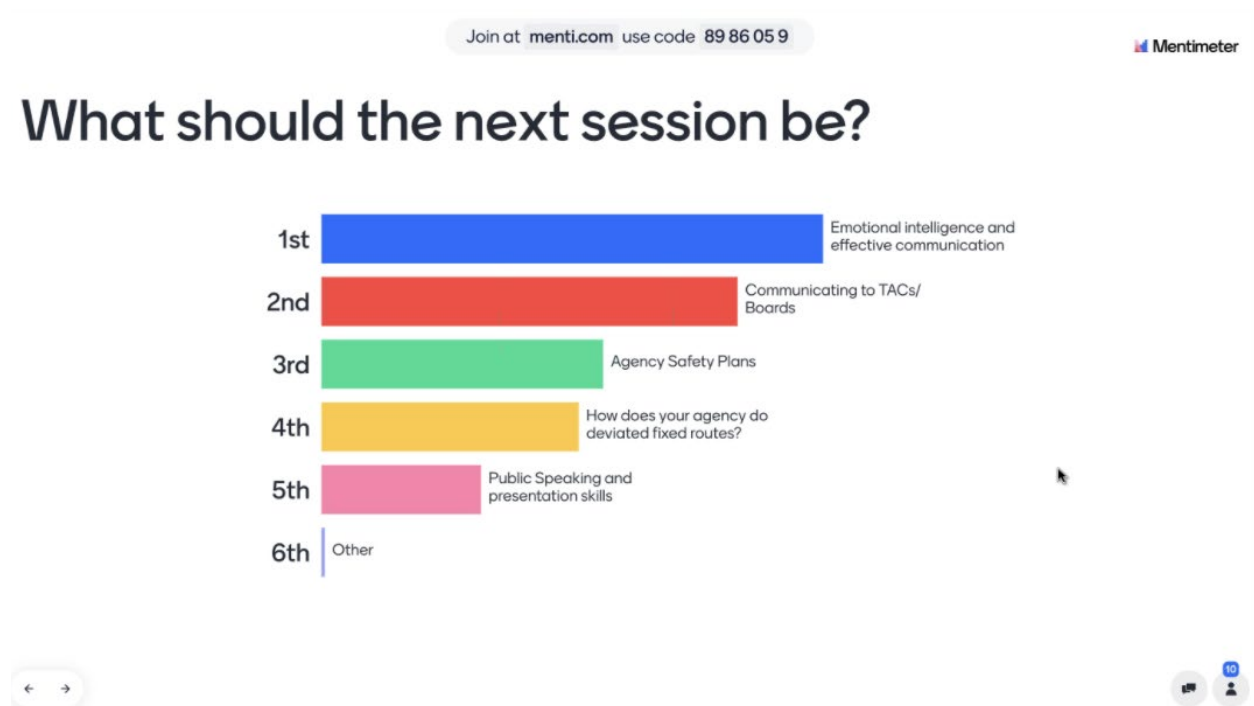 Join at menti.com use code 89 86 05 9
Mentimeter
What should the next session be?
1st
Emotional intelligence and
effective communication
2nd
Communicating to TACs/
Boards
3rd
Agency Safety Plans
4th
How does your agency do
deviated fixed routes?
5th
Public Speaking and
presentation skills
6th
Other
10